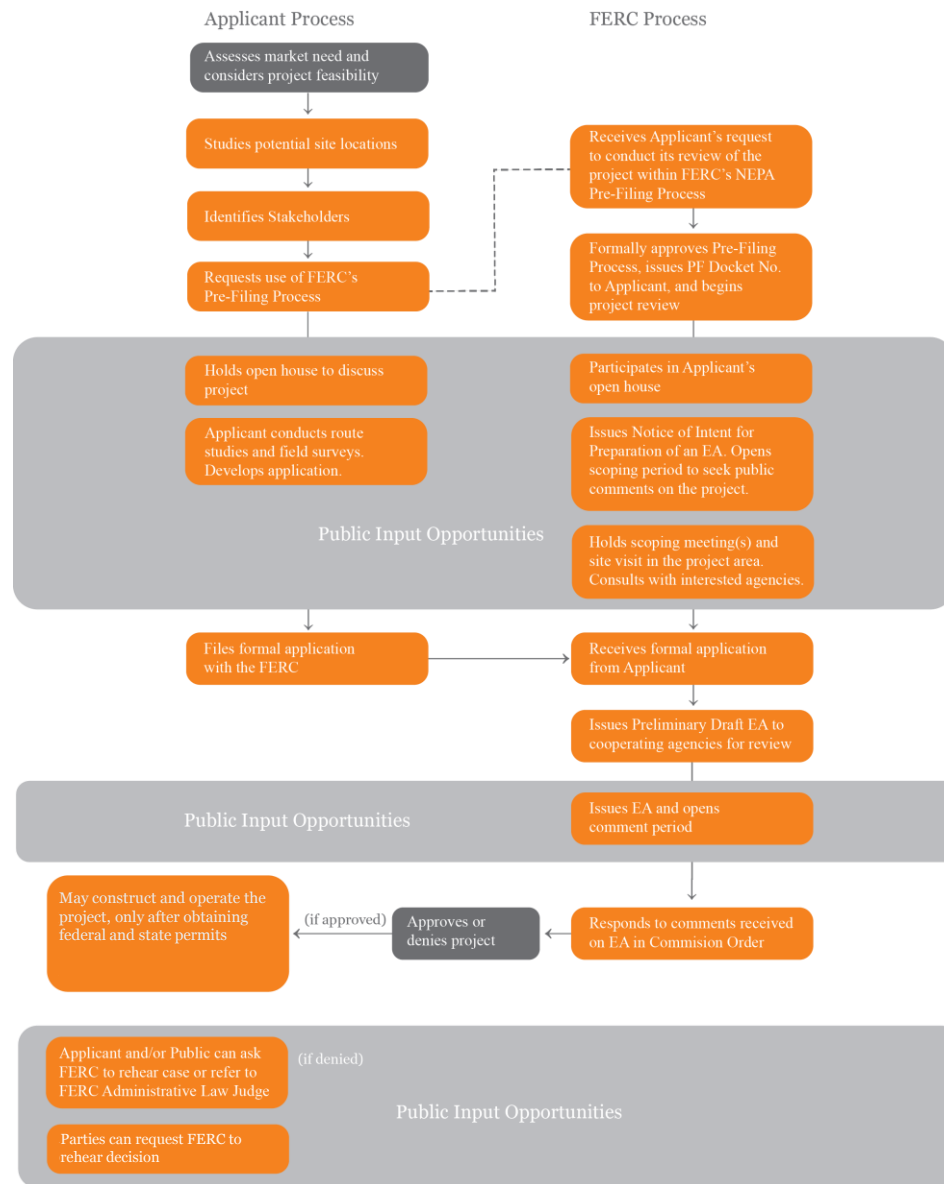 Applicant Process
FERC Process
Assesses market need and
considers project feasibility
Studies potential site locations
Identifies Stakeholders
Requests use of FERC's
Pre-Filing Process
Receives Applicant's request
to conduct its review of the
project within FERC's NEPA
Pre-Filing Process
Formally approves Pre-Filing
Process, issues PF Docket No.
to Applicant, and begins
project review
Holds open house to discuss
project
Applicant conducts route
studies and field surveys.
Develops application.
Participates in Applicant's
open house
Issues Notice of Intent for
Preparation of an EA. Opens
scoping period to seek public
comments on the project.
Public Input Opportunities
Holds scoping meeting(s) and
site visit in the project area.
Consults with interested agencies.
Files formal application
with the FERC
Receives formal application
from Applicant
Issues Preliminary Draft EA to
cooperating agencies for review
Public Input Opportunities
Issues EA and opens
comment period
May construct and operate the
project, only after obtaining
federal and state permits
(if approved)
Approves or
denies project
Responds to comments received
on EA in Commision Order
Applicant and/or Public can ask
FERC to rehear case or refer to
FERC Administrative Law Judge
(if denied)
Public Input Opportunities
Parties can request FERC to
rehear decision